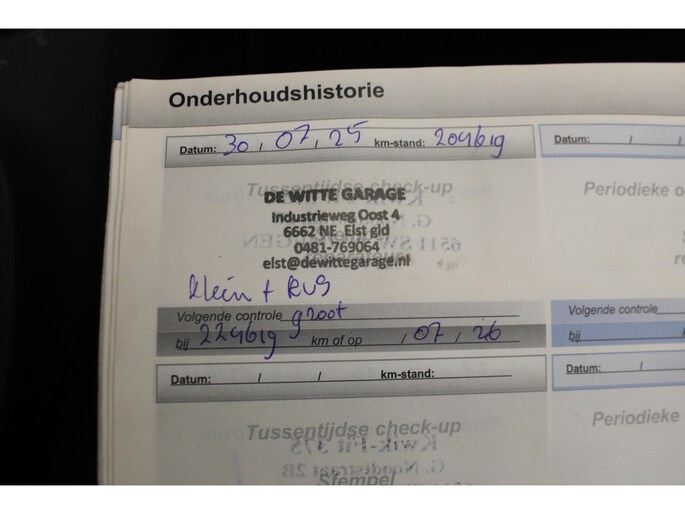 Onderhoudshistorie
Datum: 30, 07, 25 km-stand: 204619
Datum: / /
Tussentijdse check-up
Periodieke o
DE WITTE GARAGE
Industrieweg Oost 4
6662 NE Elst gld
0481-769064
elst@dewittegarage.nl
klein + RVS
Volgende controle groot
Volgende controle
bij 224619 km of op , 07, 26
bij
Datum: / / km-stand:
Datum: /
Tussentijdse check-up
Periodieke
Stempel